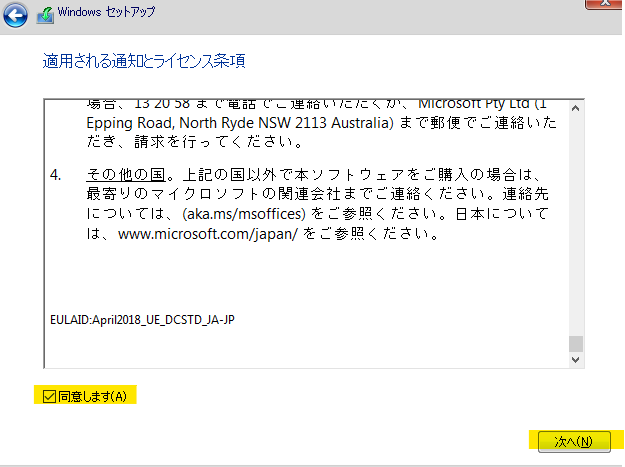 Windows セットアップ
適用される通知とライセンス条項
場合、13 20 58 まで電話でご連絡いただくか、Microsoft Pty Ltd (1
Epping Road, North Ryde NSW 2113 Australia) まで郵便でご連絡いた
だき、請求を行ってください。
4. その他の国。上記の国以外で本ソフトウェアをご購入の場合は、
最寄りのマイクロソフトの関連会社までご連絡ください。連絡先
については、(aka.ms/msoffices) をご参照ください。日本について
は、www.microsoft.com/japan/ をご参照ください。
EULAID:April2018_UE_DCSTD_JA-JP
同意します(A)
次へ(N)